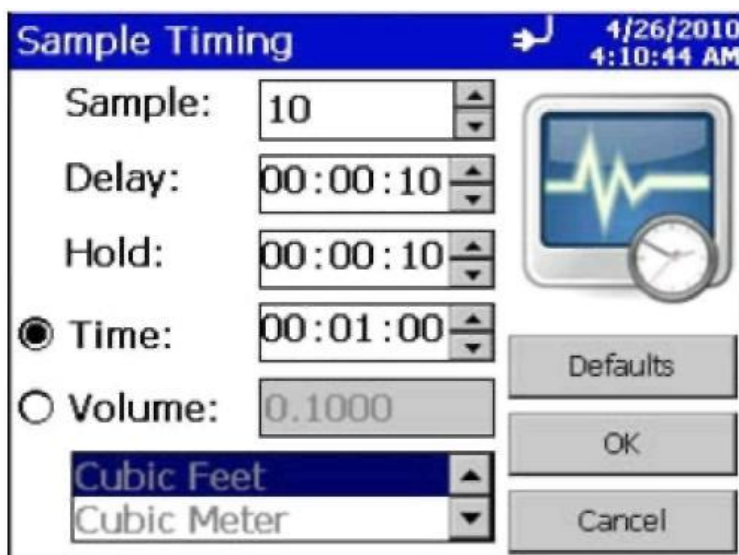 Sample Timing
4/26/2010
4:10:44 AM
Sample: 10
Delay: 00:00:10
Hold: 00:00:10
Time: 00:01:00
Volume: 0.1000
Cubic Feet
Cubic Meter
Defaults
OK
Cancel